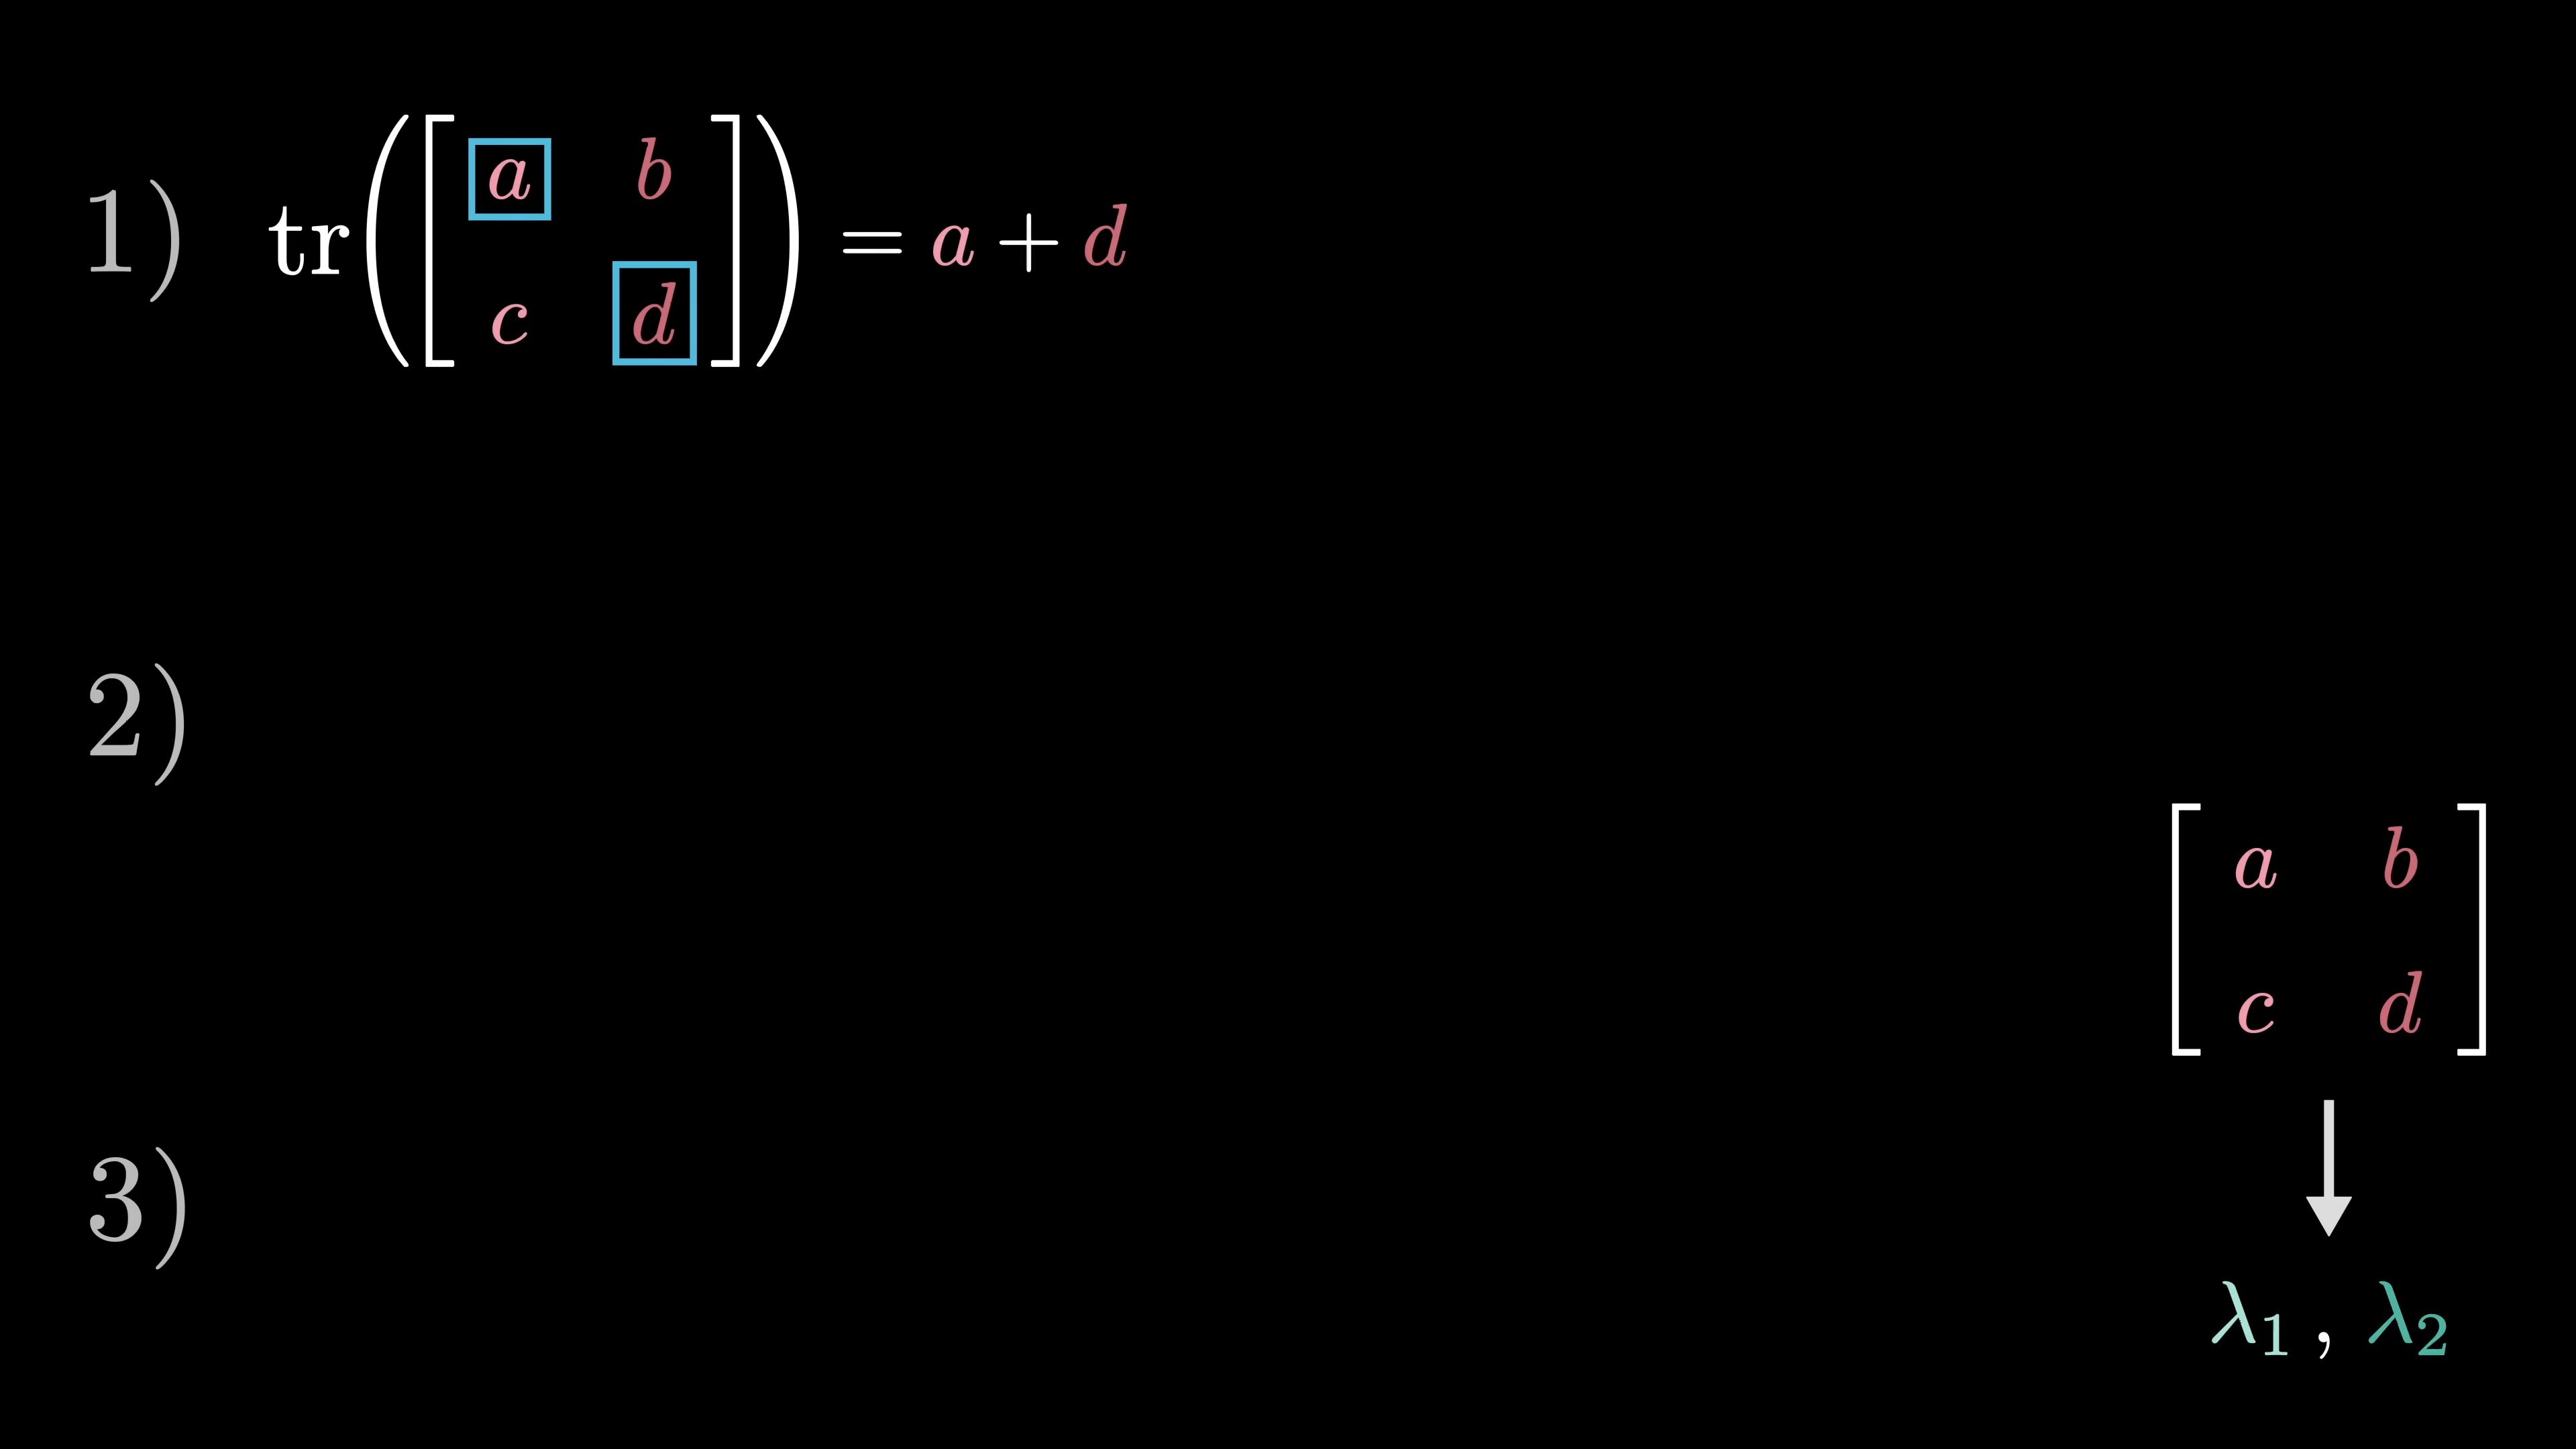 1) tr([a b
c d]) = a + d
2)
[a b
c d]
3)
λ₁ , λ₂